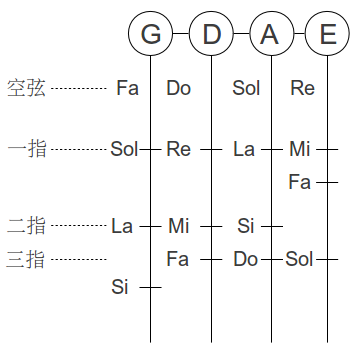 G D A E
空弦 Fa Do Sol Re
一指 Sol Re La Mi
Fa
二指 La Mi Si
三指 Fa Do Sol
Si